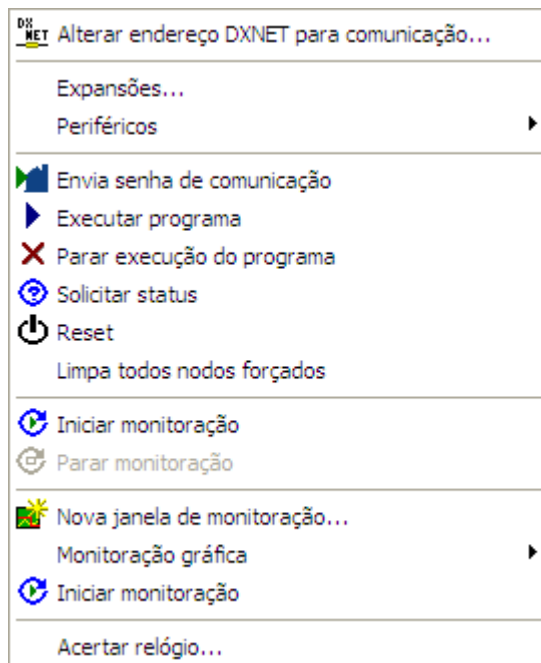 DX
NET Alterar endereço DXNET para comunicação...
Expansões...
Periféricos
Envia senha de comunicação
Executar programa
Parar execução do programa
Solicitar status
Reset
Limpa todos nodos forçados
Iniciar monitoração
Parar monitoração
Nova janela de monitoração...
Monitoração gráfica
Iniciar monitoração
Acertar relógio...